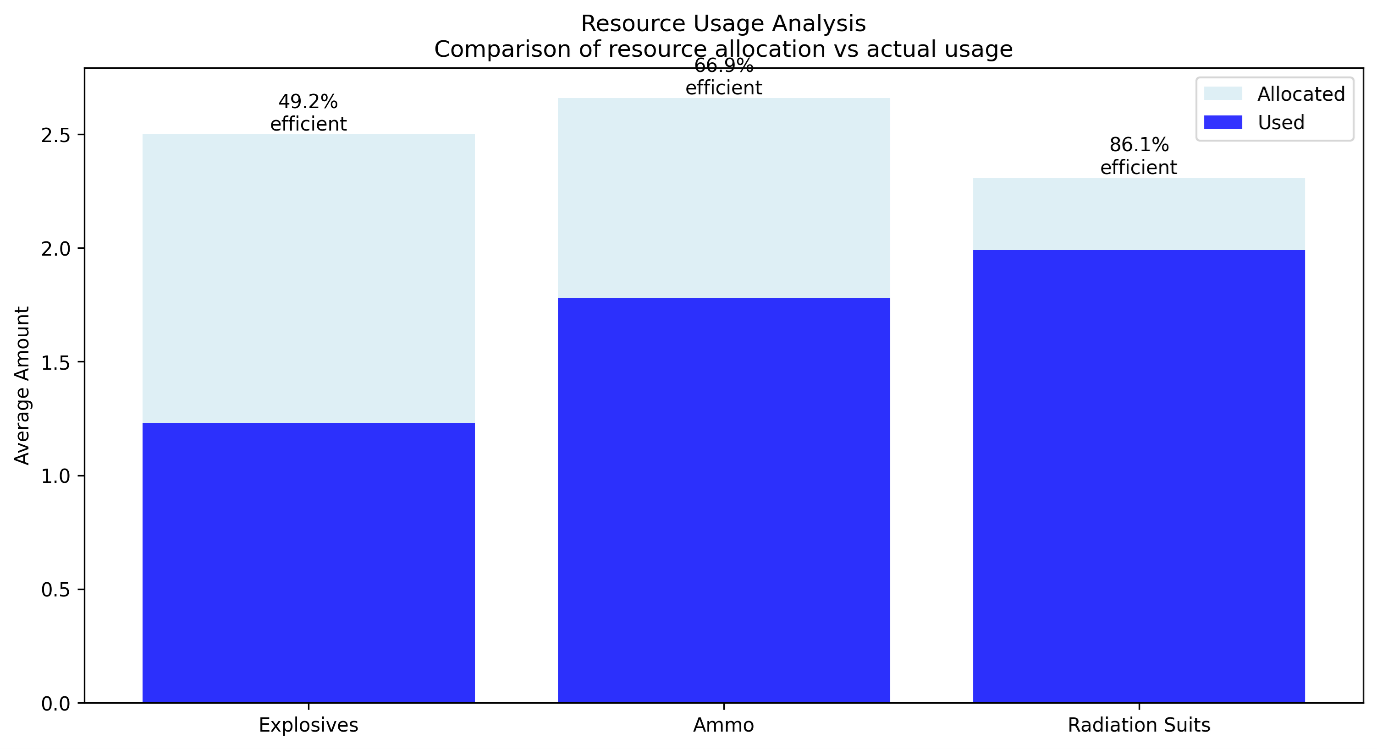 Resource Usage Analysis
Comparison of resource allocation vs actual usage
66.9%
efficient
49.2%
efficient
86.1%
efficient
Allocated
Used
Average Amount
2.5
2.0
1.5
1.0
0.5
0.0
Explosives
Ammo
Radiation Suits